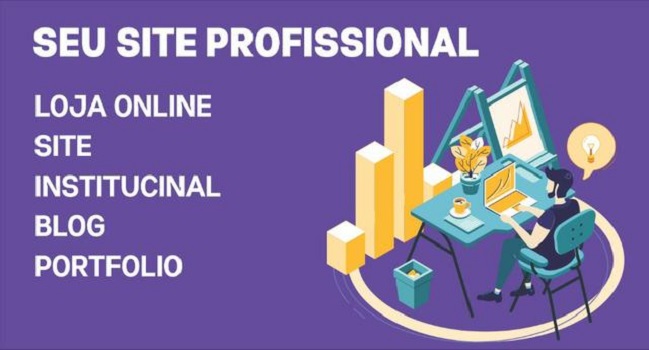 SEU SITE PROFISSIONAL
LOJA ONLINE
SITE
INSTITUCINAL
BLOG
PORTFOLIO